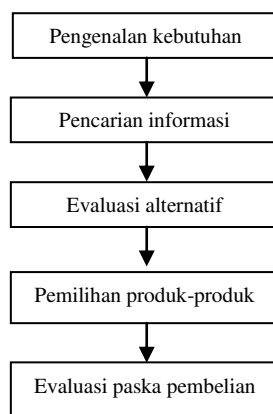 Pengenalan kebutuhan
Pencarian informasi
Evaluasi alternatif
Pemilihan produk-produk
Evaluasi paska pembelian